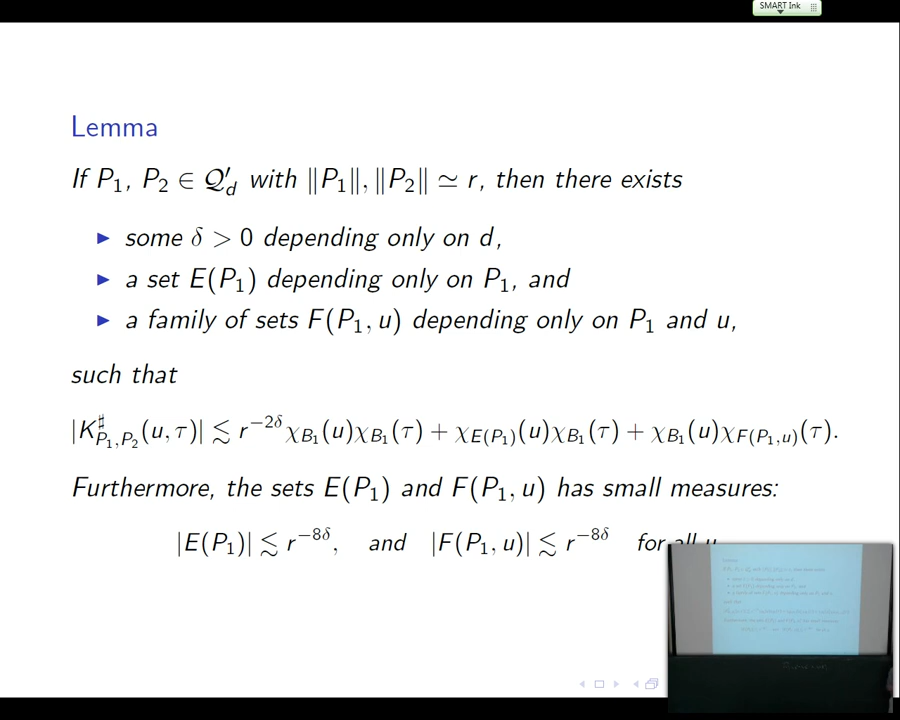 SMART Ink
Lemma
If P₁, P₂ ∈ 𝒬′_d with ‖P₁‖, ‖P₂‖ ≃ r, then there exists
▶ some δ > 0 depending only on d,
▶ a set E(P₁) depending only on P₁, and
▶ a family of sets F(P₁, u) depending only on P₁ and u,
such that
|K^♯_{P₁,P₂}(u, τ)| ≲ r^{−2δ} χ_{B₁}(u)χ_{B₁}(τ) + χ_{E(P₁)}(u)χ_{B₁}(τ) + χ_{B₁}(u)χ_{F(P₁,u)}(τ).
Furthermore, the sets E(P₁) and F(P₁, u) has small measures:
|E(P₁)| ≲ r^{−8δ}, and |F(P₁, u)| ≲ r^{−8δ} for all u